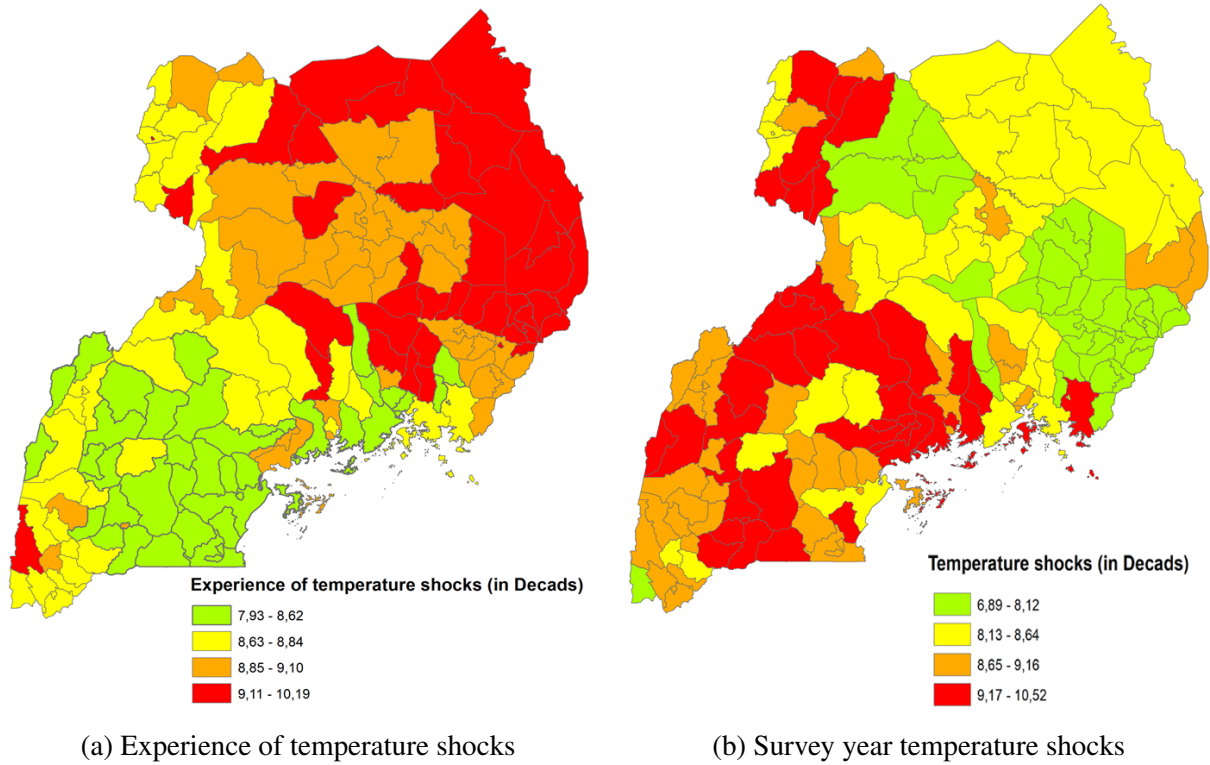 Experience of temperature shocks (in Decads)
7,93 - 8,62
8,63 - 8,84
8,85 - 9,10
9,11 - 10,19
Temperature shocks (in Decads)
6,89 - 8,12
8,13 - 8,64
8,65 - 9,16
9,17 - 10,52
(a) Experience of temperature shocks
(b) Survey year temperature shocks